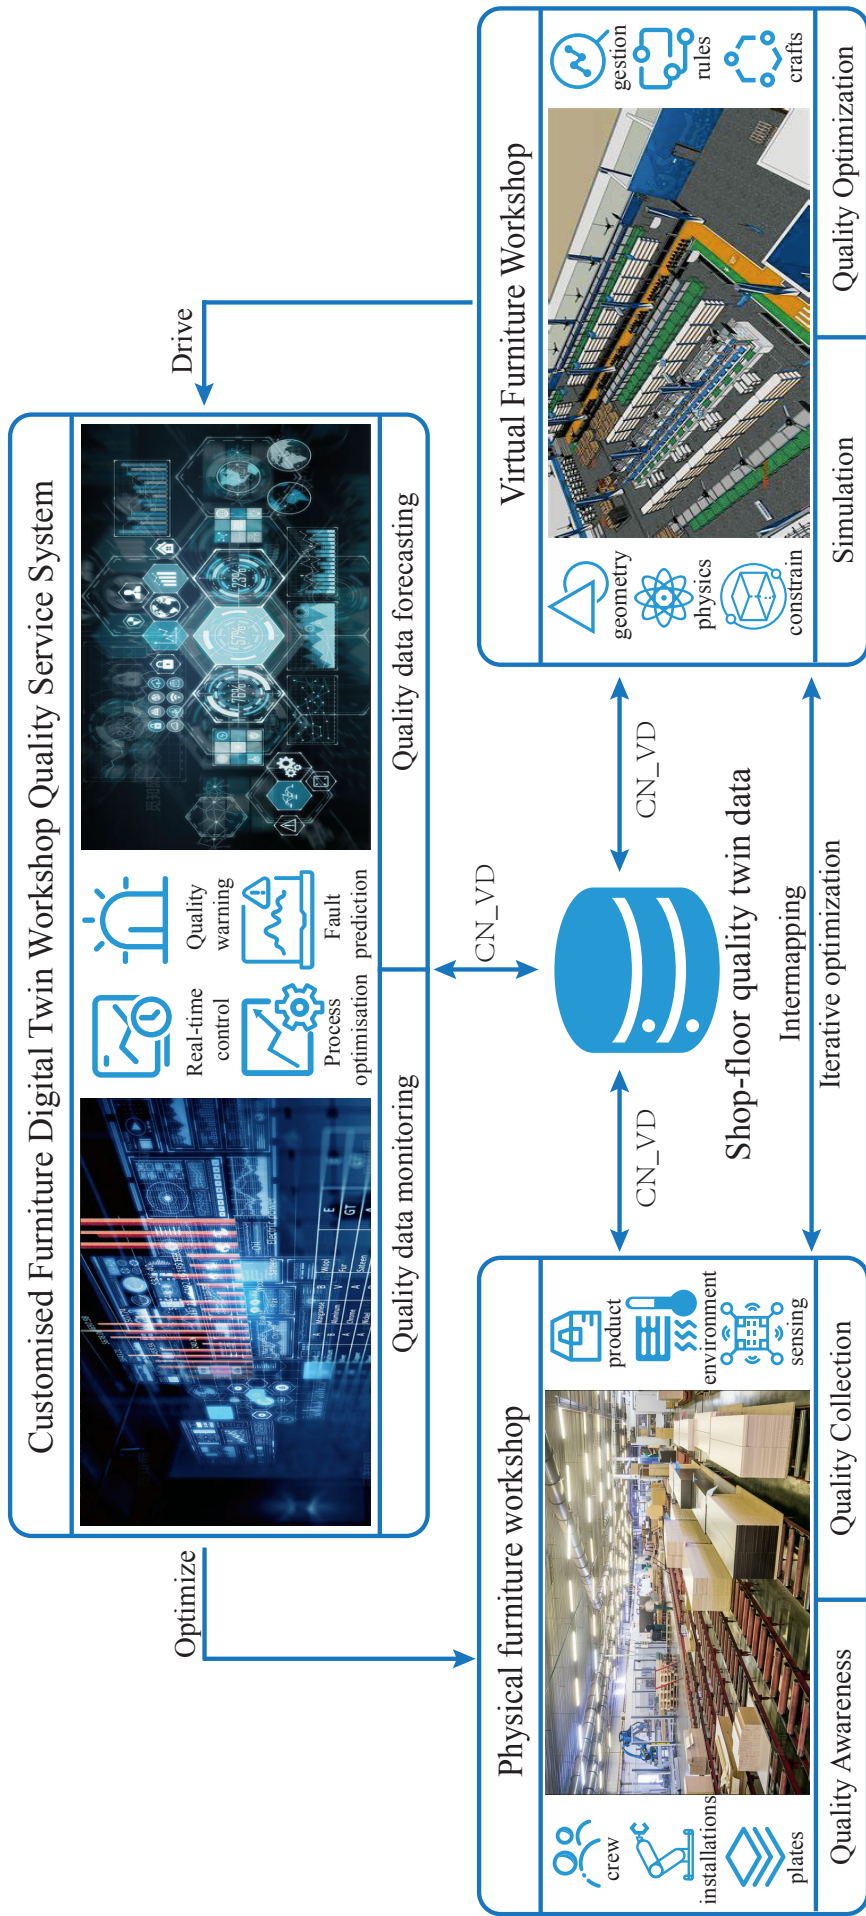 Customised Furniture Digital Twin Workshop Quality Service System
Real-time
control
Quality
warning
Process
optimisation
Fault
prediction
76%
57%
23%
Quality data monitoring
Quality data forecasting
Optimize
Drive
CN_VD
CN_VD
CN_VD
Shop-floor quality twin data
Intermapping
Iterative optimization
Physical furniture workshop
crew
installations
plates
product
environment
sensing
Quality Awareness
Quality Collection
Virtual Furniture Workshop
geometry
physics
constrain
gestion
rules
crafts
Simulation
Quality Optimization